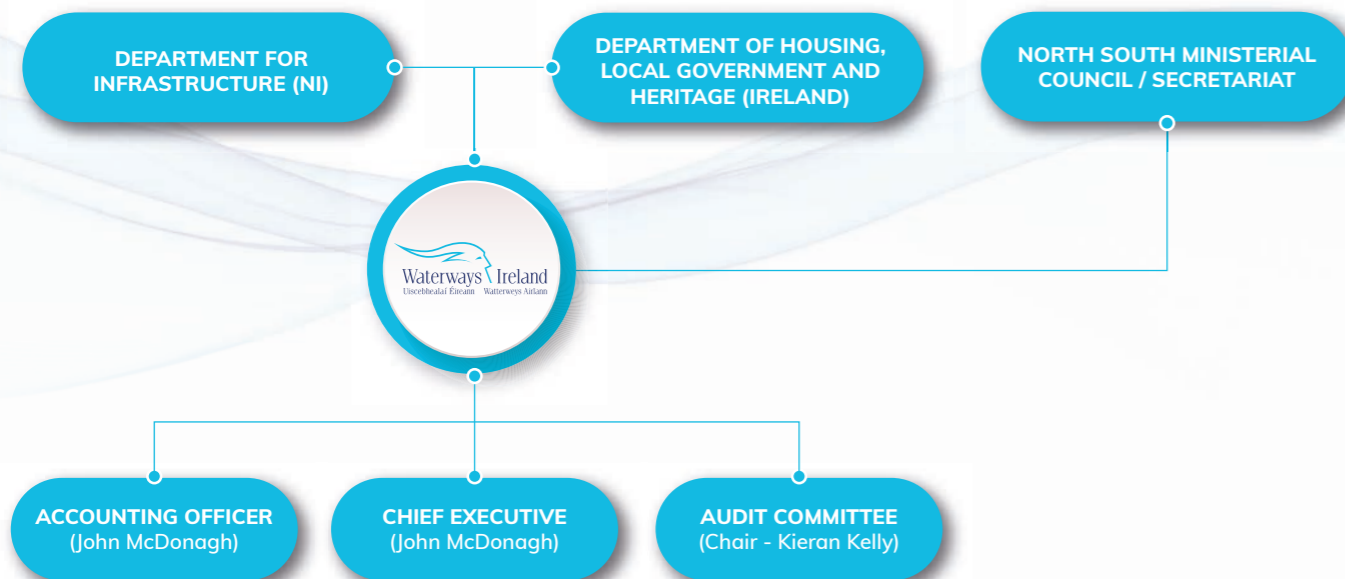 DEPARTMENT FOR
INFRASTRUCTURE (NI)
DEPARTMENT OF HOUSING,
LOCAL GOVERNMENT AND
HERITAGE (IRELAND)
NORTH SOUTH MINISTERIAL
COUNCIL / SECRETARIAT
Waterways Ireland
Uiscebhealaí Éireann Watterweys Airlann
ACCOUNTING OFFICER
(John McDonagh)
CHIEF EXECUTIVE
(John McDonagh)
AUDIT COMMITTEE
(Chair - Kieran Kelly)